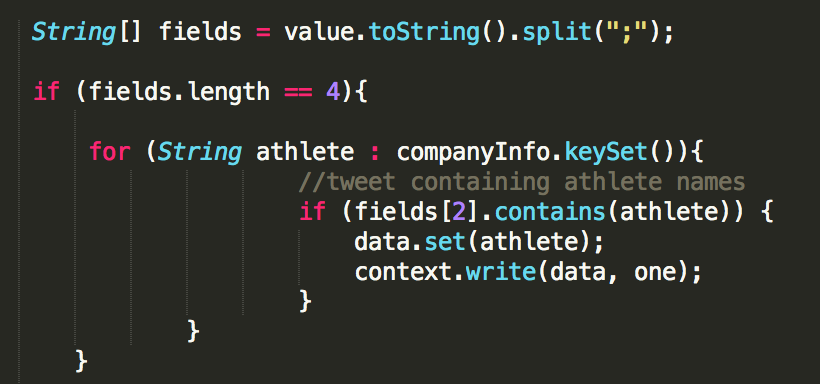 String[] fields = value.toString().split(";");
if (fields.length == 4){
for (String athlete : companyInfo.keySet()){
//tweet containing athlete names
if (fields[2].contains(athlete)) {
data.set(athlete);
context.write(data, one);
}
}
}